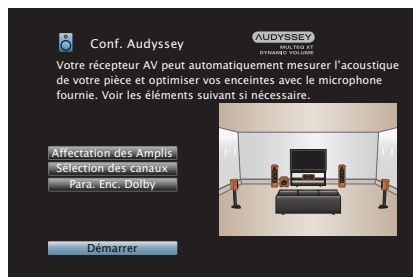 Conf. Audyssey
AUDYSSEY
MULTEQ XT
DYNAMIC VOLUME
Votre récepteur AV peut automatiquement mesurer l'acoustique
de votre pièce et optimiser vos enceintes avec le microphone
fournie. Voir les éléments suivant si nécessaire.
Affectation des Amplis
Sélection des canaux
Para. Enc. Dolby
Démarrer